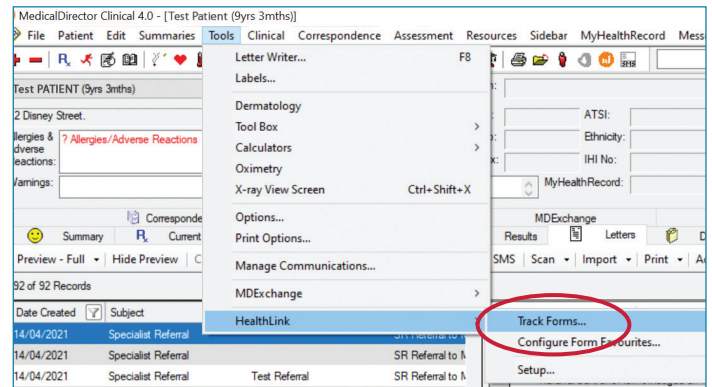 MedicalDirector Clinical 4.0 - [Test Patient (9yrs 3mths)]
File Patient Edit Summaries Tools Clinical Correspondence Assessment Resources Sidebar MyHealthRecord
Letter Writer... F8
Labels...
SMS
Test PATIENT (9yrs 3mths)
Dermatology
2 Disney Street.
ATSI:
Tool Box
Allergies & ? Allergies/Adverse Reactions
Ethnicity:
Calculators
Oximetry
IHI No:
X-ray View Screen Ctrl+Shift+X
MyHealthRecord:
Options...
MDExchange
Summary Current
Print Options...
Results Letters
Preview - Full Hide Preview
Manage Communications...
SMS Scan Import Print
92 of 92 Records
MDExchange
Date Created Subject
HealthLink
Track Forms...
14/04/2021 Specialist Referral
Configure Form Favourites...
14/04/2021 Specialist Referral SR Referral to
Setup...
14/04/2021 Specialist Referral Test Referral SR Referral to